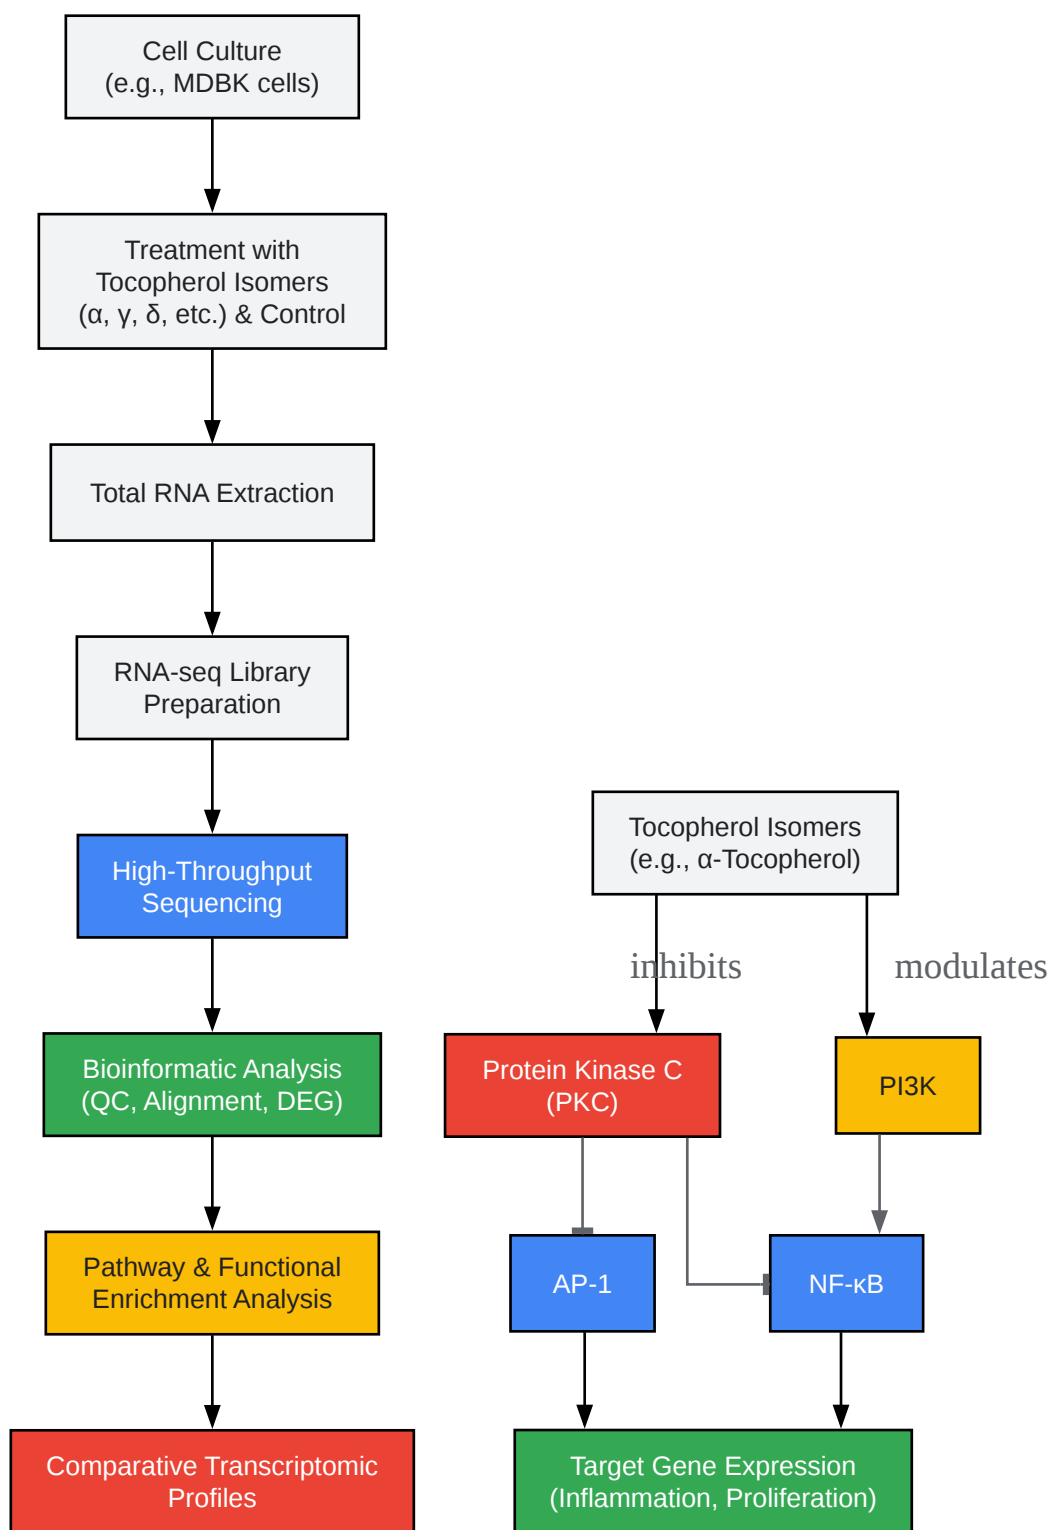 Cell Culture
(e.g., MDBK cells)
Treatment with
Tocopherol Isomers
(α, γ, δ, etc.) & Control
Total RNA Extraction
RNA-seq Library
Preparation
High-Throughput
Sequencing
Bioinformatic Analysis
(QC, Alignment, DEG)
Pathway & Functional
Enrichment Analysis
Comparative Transcriptomic
Profiles
Tocopherol Isomers
(e.g., α-Tocopherol)
inhibits
modulates
Protein Kinase C
(PKC)
PI3K
AP-1
NF-κB
Target Gene Expression
(Inflammation, Proliferation)